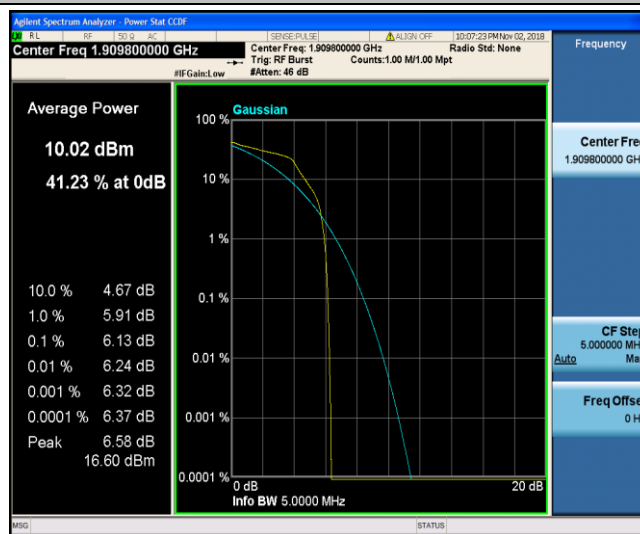 Agilent Spectrum Analyzer - Power Stat CCDF
RL RF 50 Ω AC SENSE:PULSE ALIGN OFF 10:07:23 PM Nov 02, 2018
Center Freq 1.909800000 GHz
Center Freq: 1.909800000 GHz Radio Std: None
Trig: RF Burst Counts:1.00 M/1.00 Mpt
#IFGain:Low #Atten: 46 dB
Frequency
Average Power
10.02 dBm
41.23 % at 0dB
10.0 % 4.67 dB
1.0 % 5.91 dB
0.1 % 6.13 dB
0.01 % 6.24 dB
0.001 % 6.32 dB
0.0001 % 6.37 dB
Peak 6.58 dB
16.60 dBm
Gaussian
100 %
10 %
1 %
0.1 %
0.01 %
0.001 %
0.0001 %
0 dB 20 dB
Info BW 5.0000 MHz
Center Fre
1.909800000 GH
CF Step
5.000000 MH
Auto Ma
Freq Offse
0 H
MSG STATUS